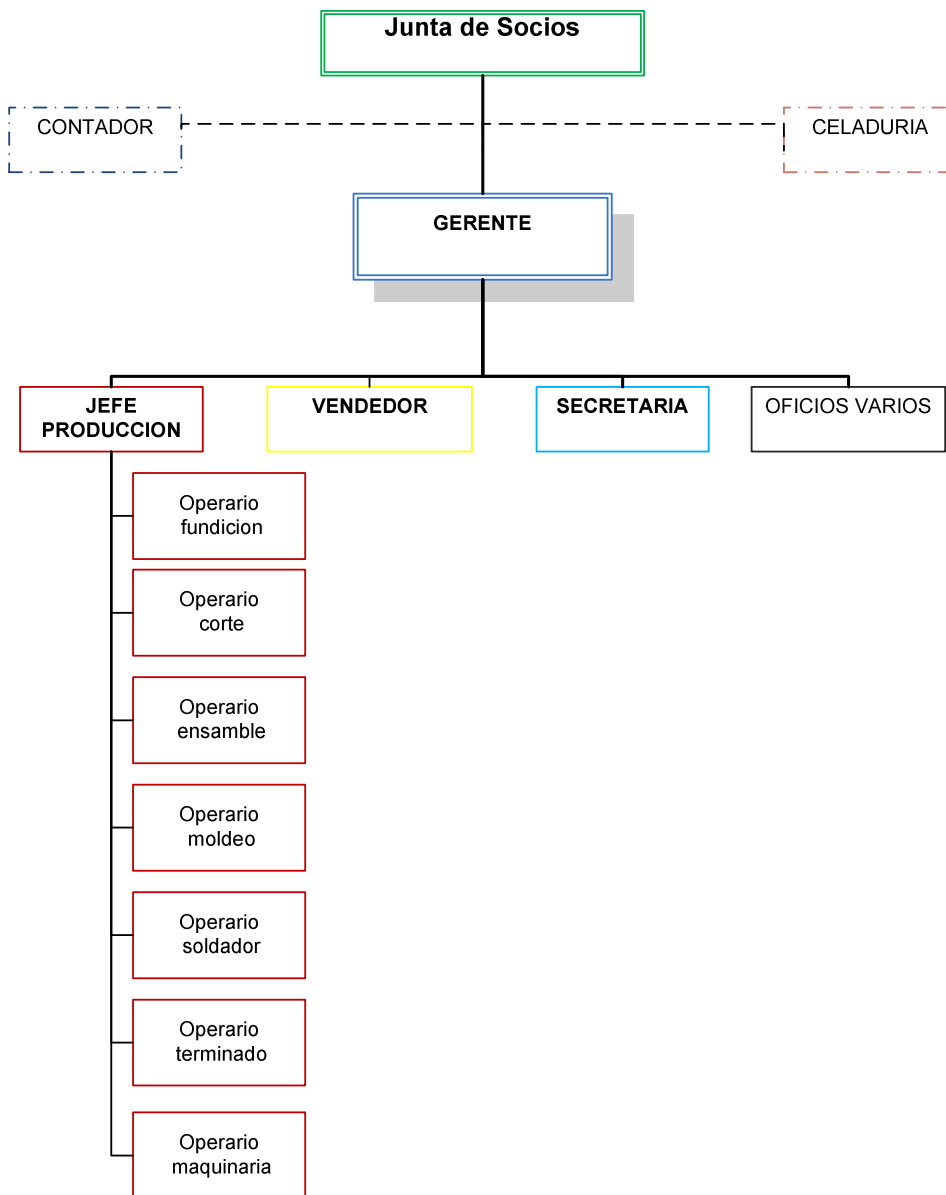 Junta de Socios
CONTADOR
CELADURIA
GERENTE
JEFE
PRODUCCION
VENDEDOR
SECRETARIA
OFICIOS VARIOS
Operario
fundicion
Operario
corte
Operario
ensamble
Operario
moldeo
Operario
soldador
Operario
terminado
Operario
maquinaria